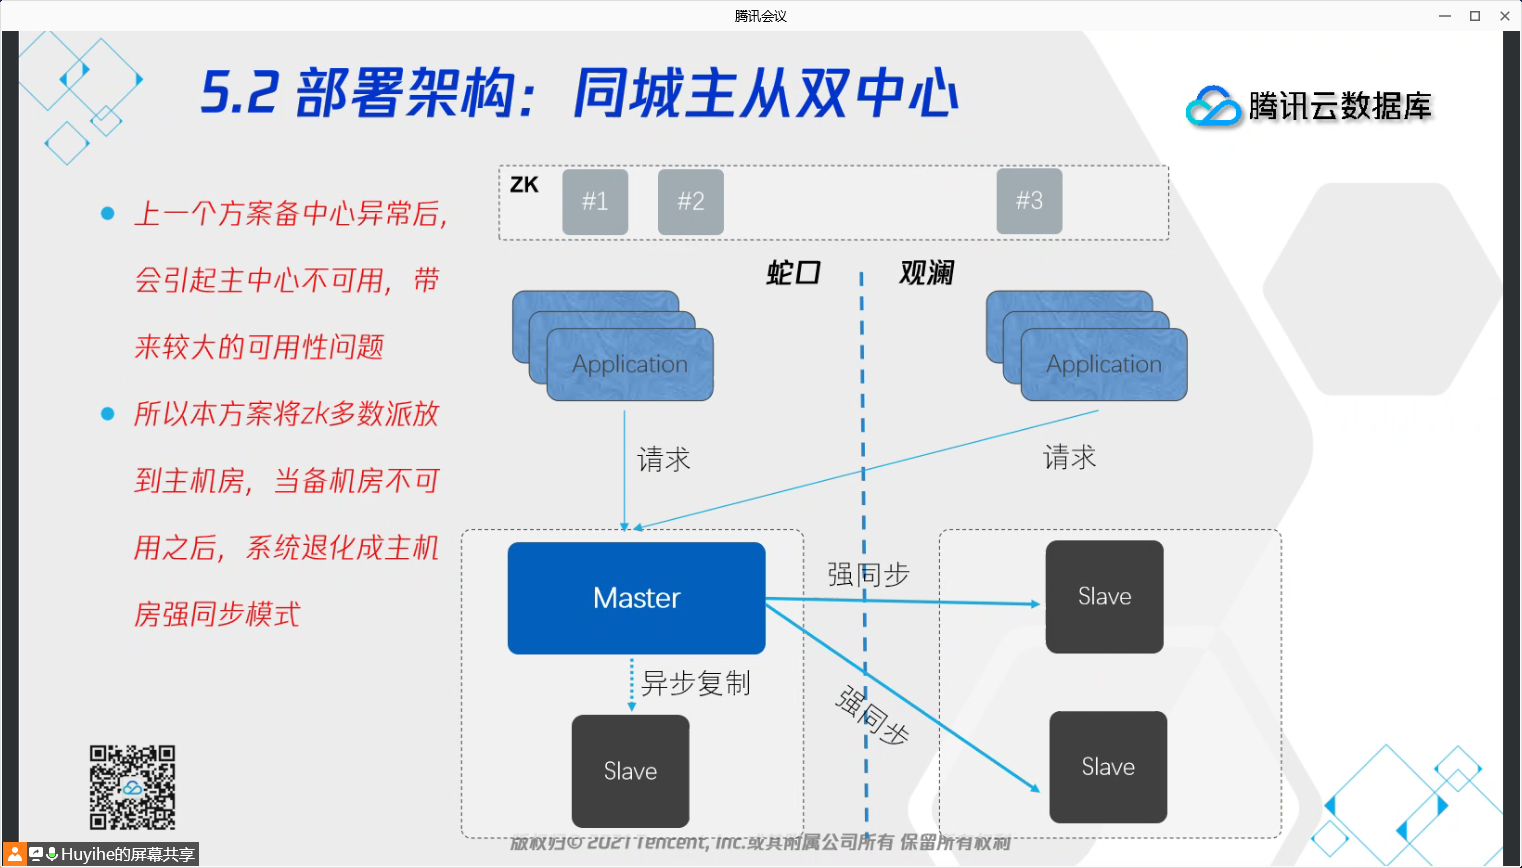 腾讯会议
5.2 部署架构：同城主从双中心
腾讯云数据库
ZK
#1
#2
#3
上一个方案备中心异常后，
会引起主中心不可用，带
来较大的可用性问题
所以本方案将zk多数派放
到主机房，当备机房不可
用之后，系统退化成主机
房强同步模式
蛇口
观澜
Application
Application
请求
请求
Master
强同步
Slave
异步复制
强同步
Slave
Slave
版权归© 2021 Tencent, Inc.或其附属公司所有 保留所有权利
Huyihe的屏幕共享